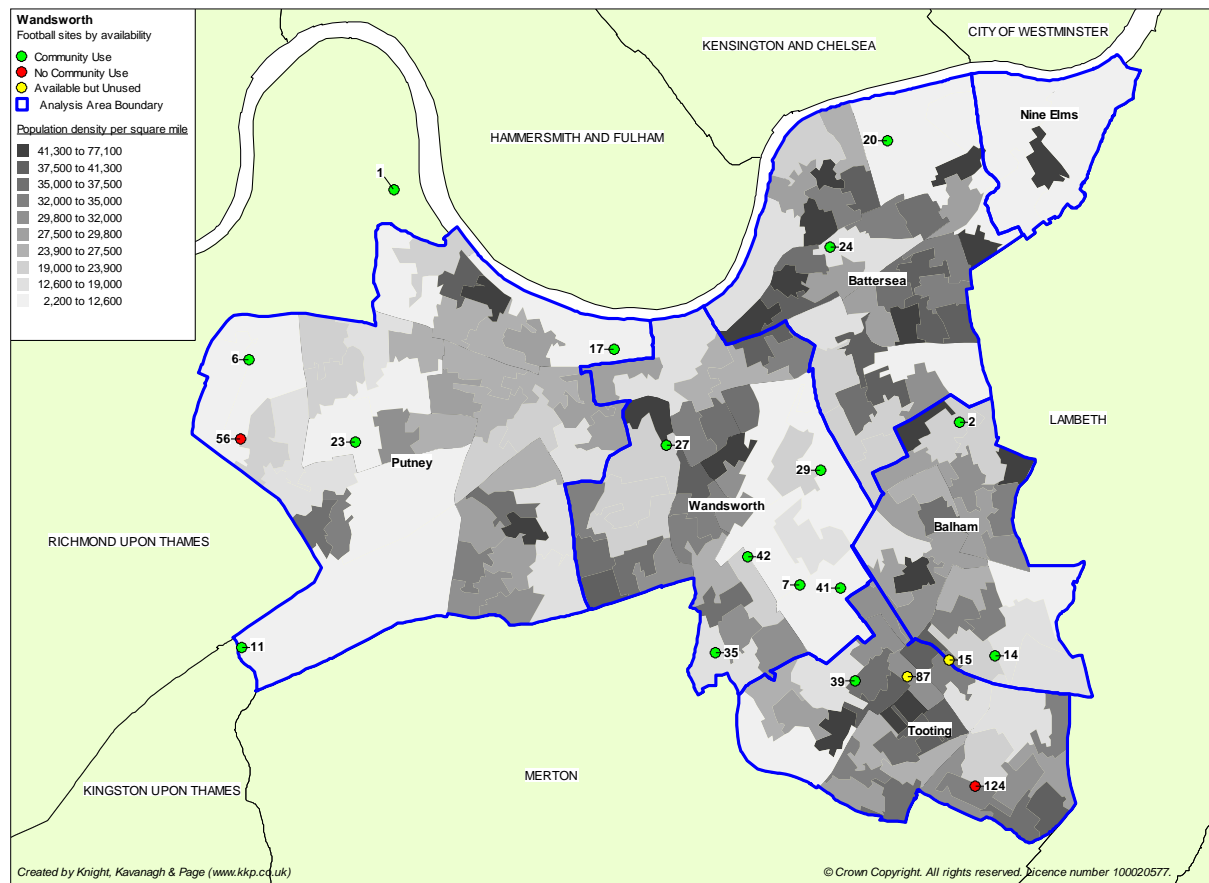 Wandsworth
Football sites by availability
Community Use
No Community Use
Available but Unused
Analysis Area Boundary
Population density per square mile
41,300 to 77,100
37,500 to 41,300
35,000 to 37,500
32,000 to 35,000
29,800 to 32,000
27,500 to 29,800
23,900 to 27,500
19,000 to 23,900
12,600 to 19,000
2,200 to 12,600
CITY OF WESTMINSTER
KENSINGTON AND CHELSEA
Nine Elms
HAMMERSMITH AND FULHAM
20
1
24
Battersea
17
6
LAMBETH
2
56
23
27
Putney
29
Wandsworth
Balham
RICHMOND UPON THAMES
42
7
41
11
35
15
14
39
87
Tooting
MERTON
124
KINGSTON UPON THAMES
Created by Knight, Kavanagh & Page (www.kkp.co.uk)
© Crown Copyright. All rights reserved. Licence number 100020577.